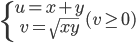 {u = x + y
v = √xy (v ≥ 0)